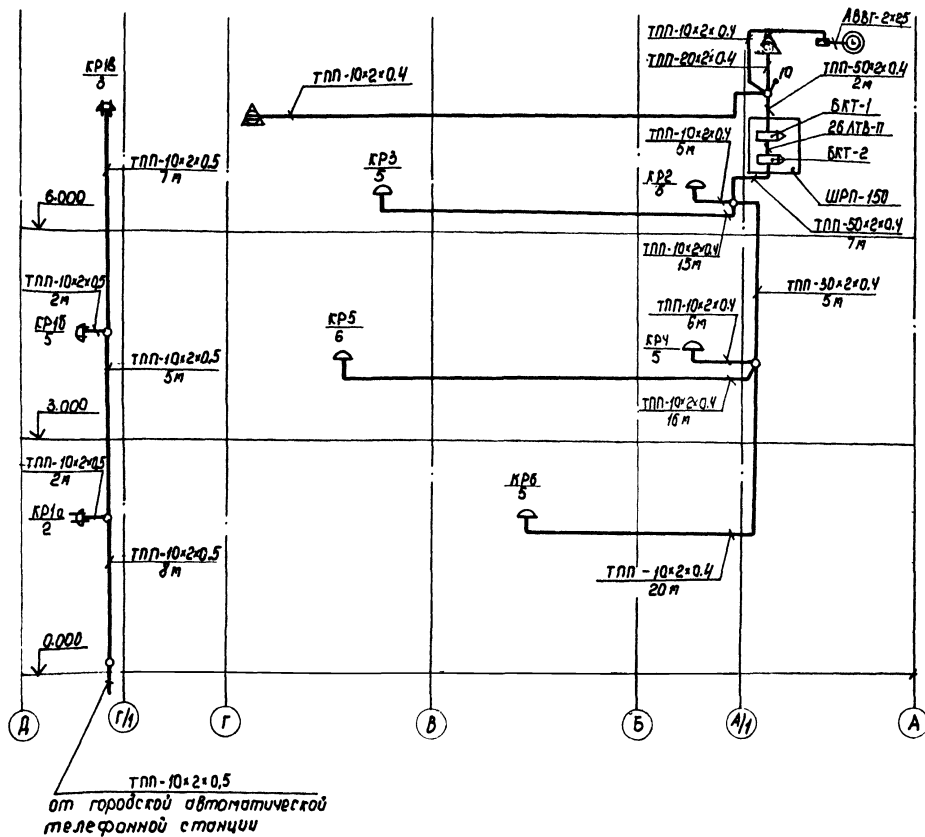 ТПП-10×2×0.4
АВВГ-2×25
ТПП-20×2×0.4
10
ТПП-50×2×0.4
2м
БКТ-1
26 ЛТВ-П
БКТ-2
ШРП-150
ТПП-50×2×0.4
7м
КР1В
3
ТПП-10×2×0.4
ТПП-10×2×0.4
5м
КР3
5
КР2
6
ТПП-10×2×0.5
7м
6.000
ТПП-10×2×0.4
15м
ТПП-10×2×0.5
2м
ТПП-30×2×0.4
5м
КР1б
5
КР5
6
ТПП-10×2×0.4
6м
КР4
5
ТПП-10×2×0.5
5м
ТПП-10×2×0.4
16м
3.000
ТПП-10×2×0.5
2м
КР1а
2
КР6
5
ТПП-10×2×0.5
8м
ТПП-10×2×0.4
20м
0.000
Д
Г/1
Г
В
Б
А/1
А
ТПП-10×2×0,5
от городской автоматической
телефонной станции